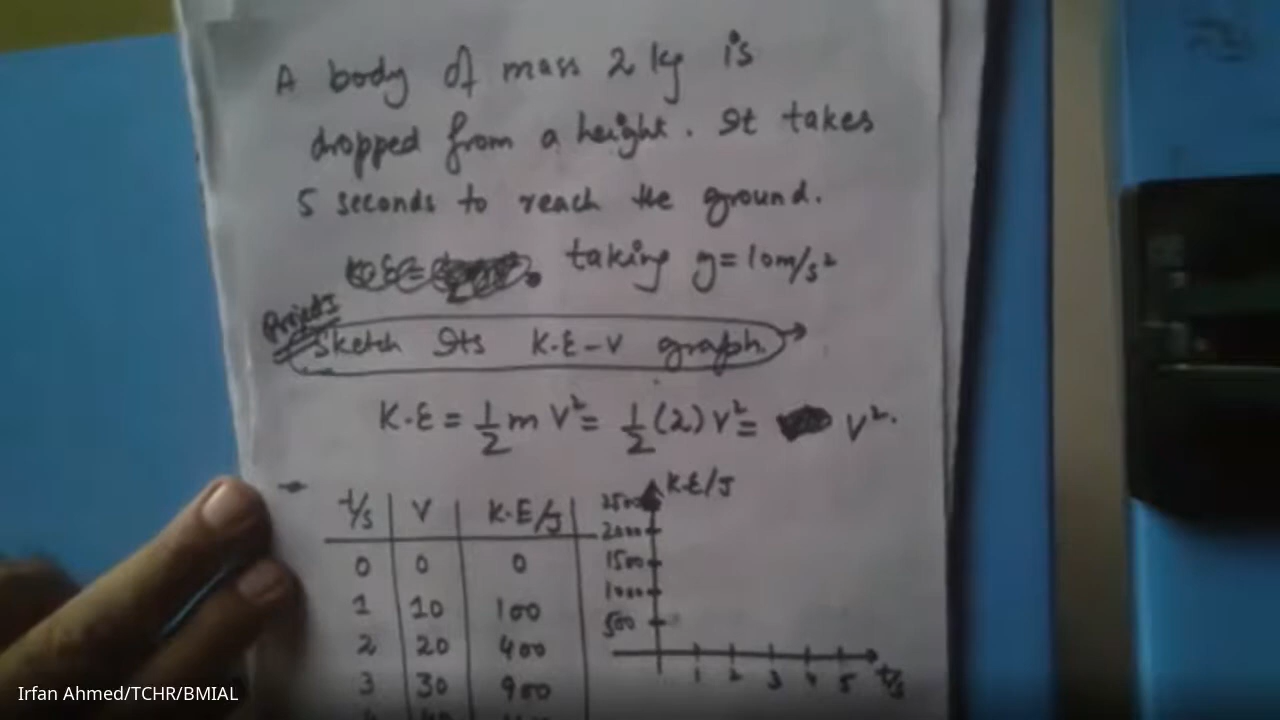 A body of mass 2 kg is
dropped from a height. It takes
5 seconds to reach the ground.
taking g = 10 m/s²
Sketch Its K.E-V graph.
K.E = 1/2 m V² = 1/2 (2) V² = V².
t/s | V | K.E/J
0 | 0 | 0
1 | 10 | 100
2 | 20 | 400
3 | 30 | 900
K.E/J
2500
2000
1500
1000
500
1 2 3 4 5 t/s
Irfan Ahmed/TCHR/BMIAL